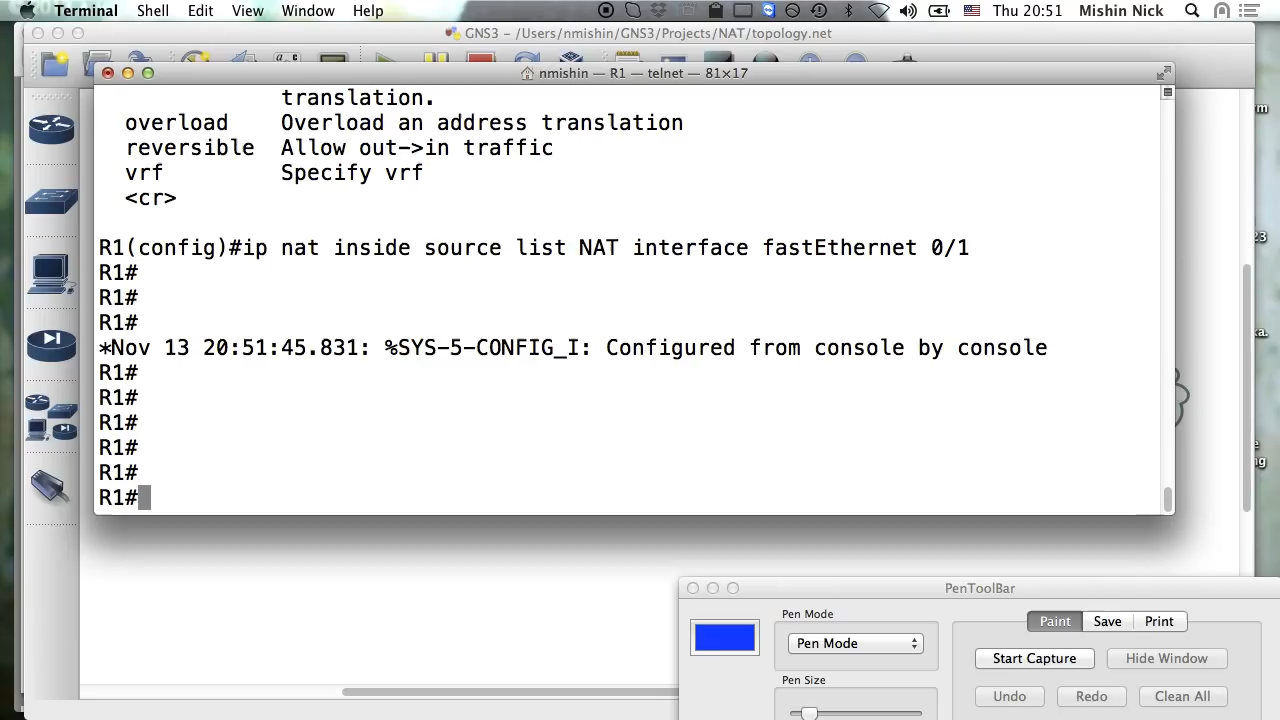 Terminal Shell Edit View Window Help Thu 20:51 Mishin Nick
GNS3 – /Users/nmishin/GNS3/Projects/NAT/topology.net
nmishin — R1 — telnet — 81×17
translation.
overload Overload an address translation
reversible Allow out->in traffic
vrf Specify vrf
<cr>
R1(config)#ip nat inside source list NAT interface fastEthernet 0/1
R1#
R1#
R1#
*Nov 13 20:51:45.831: %SYS-5-CONFIG_I: Configured from console by console
R1#
R1#
R1#
R1#
R1#
R1#
PenToolBar
Pen Mode
Pen Mode
Pen Size
Paint Save Print
Start Capture Hide Window
Undo Redo Clean All